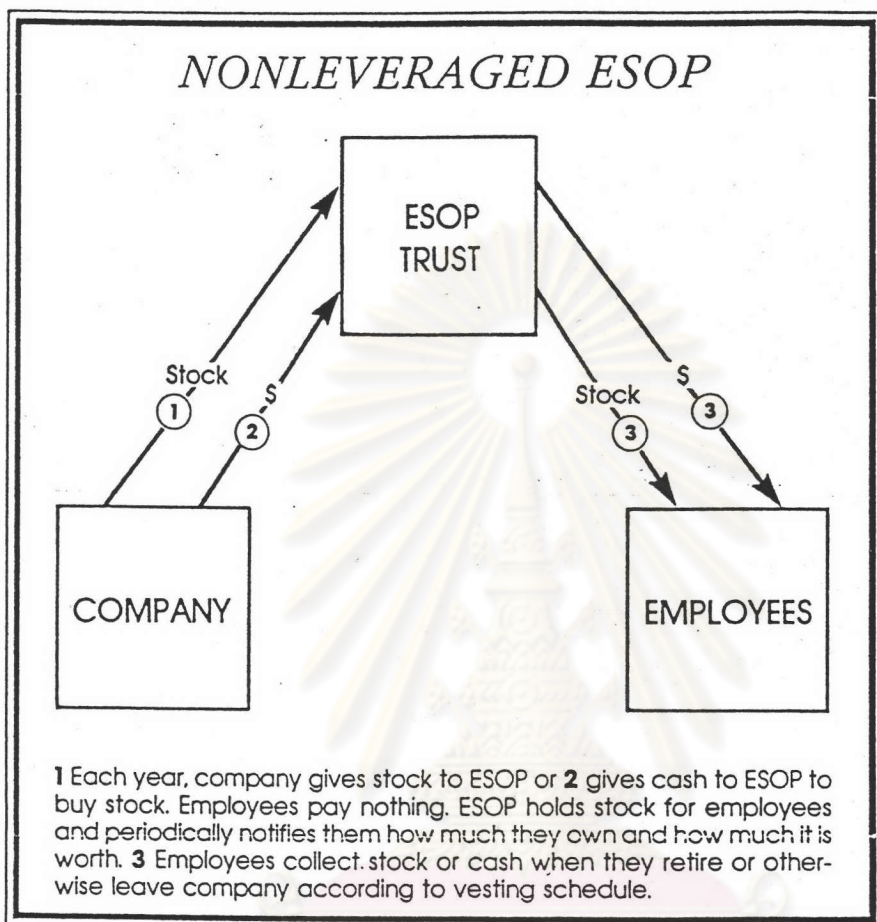 NONLEVERAGED ESOP
ESOP
TRUST
Stock
1
$
2
Stock
3
$
3
COMPANY
EMPLOYEES
1 Each year, company gives stock to ESOP or 2 gives cash to ESOP to
buy stock. Employees pay nothing. ESOP holds stock for employees
and periodically notifies them how much they own and how much it is
worth. 3 Employees collect stock or cash when they retire or other-
wise leave company according to vesting schedule.